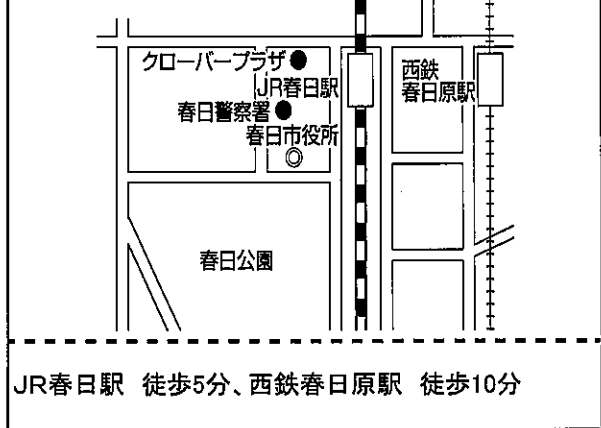 クローバープラザ
JR春日駅
西鉄
春日原駅
春日警察署
春日市役所
春日公園
JR春日駅 徒歩5分、西鉄春日原駅 徒歩10分